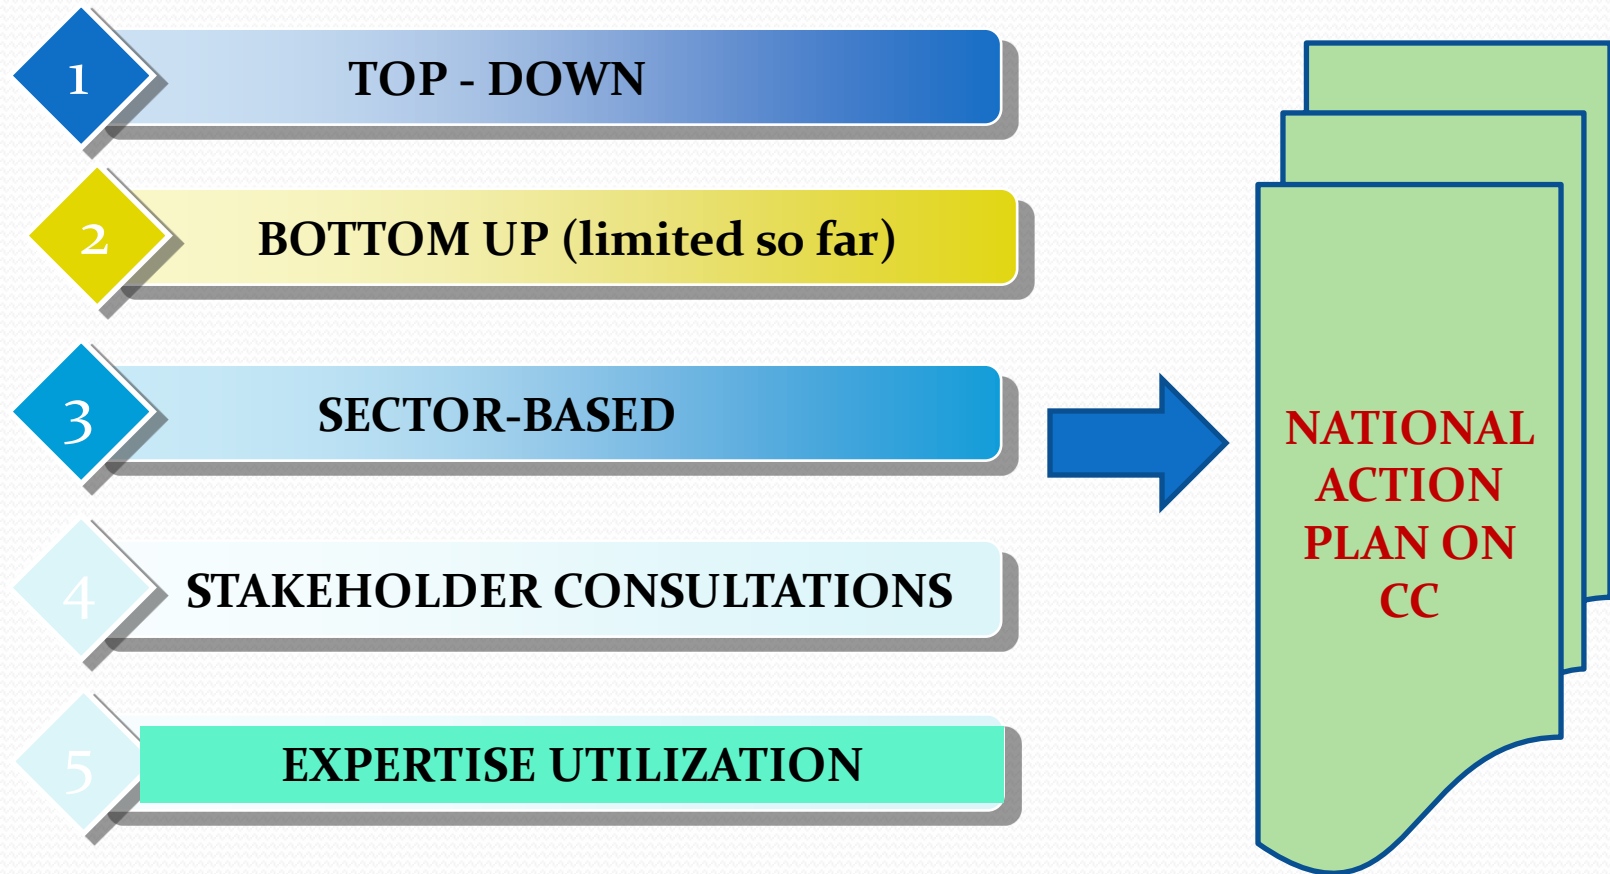 1
TOP - DOWN
2
BOTTOM UP (limited so far)
3
SECTOR-BASED
4
STAKEHOLDER CONSULTATIONS
5
EXPERTISE UTILIZATION
NATIONAL
ACTION
PLAN ON
CC